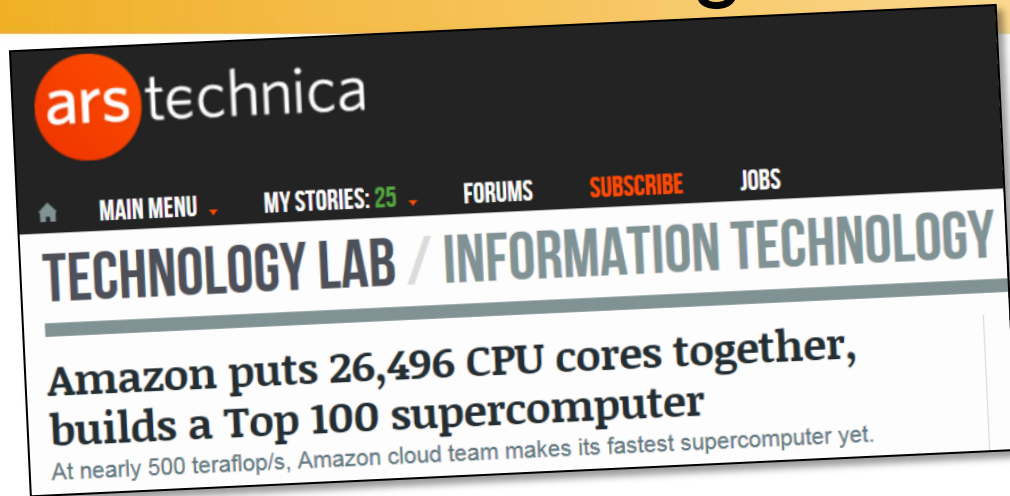 ars technica
MAIN MENU MY STORIES: 25 FORUMS SUBSCRIBE JOBS
TECHNOLOGY LAB / INFORMATION TECHNOLOGY
Amazon puts 26,496 CPU cores together,
builds a Top 100 supercomputer
At nearly 500 teraflop/s, Amazon cloud team makes its fastest supercomputer yet.